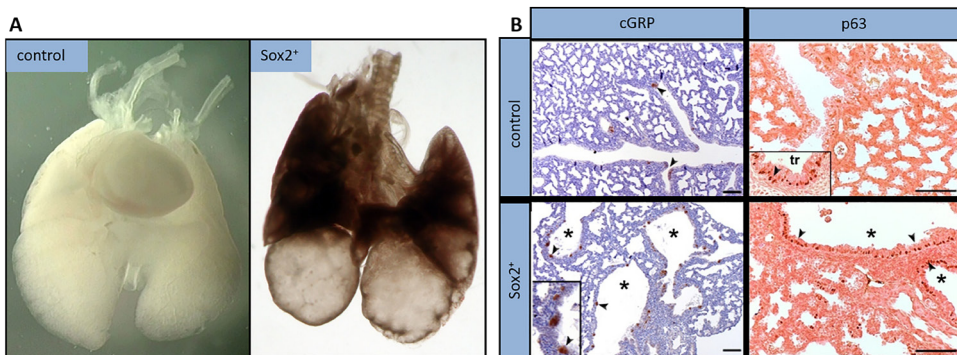 A
control
Sox2⁺
B
cGRP
p63
control
tr
*
*
*
*
*
Sox2⁺